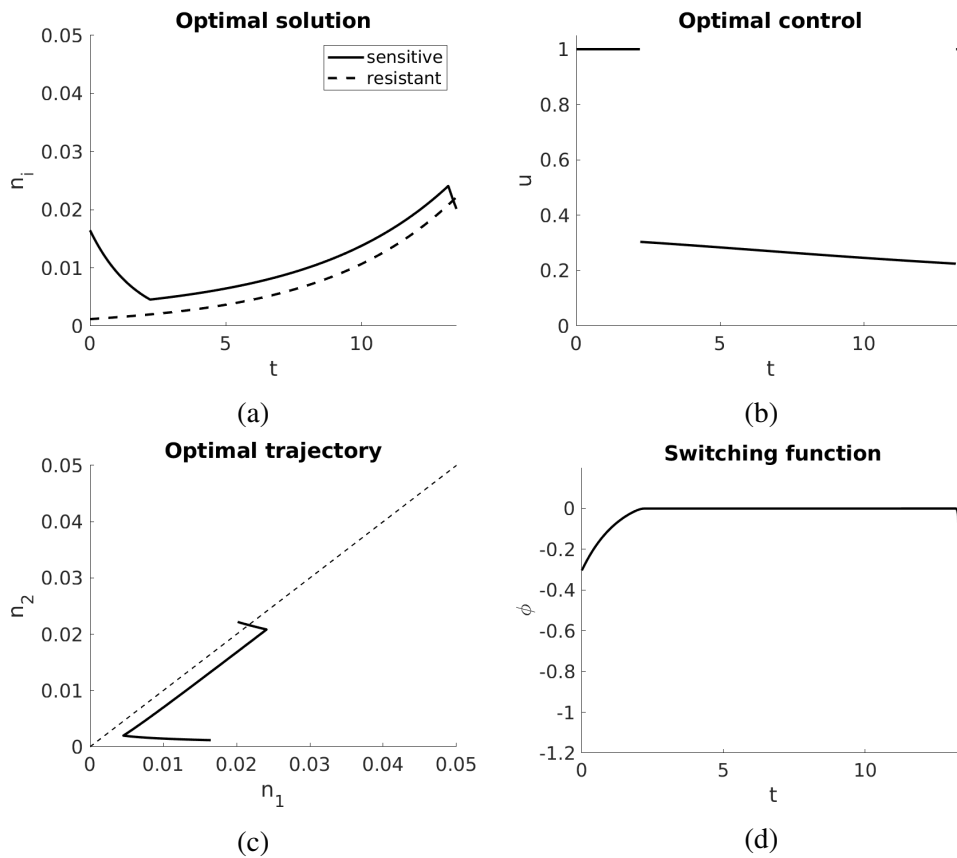 Optimal solution
0.05
0.04
0.03
0.02
0.01
0
n_i
sensitive
resistant
0 5 10
t
(a)
Optimal control
1
0.8
0.6
0.4
0.2
0
u
0 5 10
t
(b)
Optimal trajectory
0.05
0.04
0.03
0.02
0.01
0
n_2
0 0.01 0.02 0.03 0.04 0.05
n_1
(c)
Switching function
0
-0.2
-0.4
-0.6
-0.8
-1
-1.2
ϕ
0 5 10
t
(d)